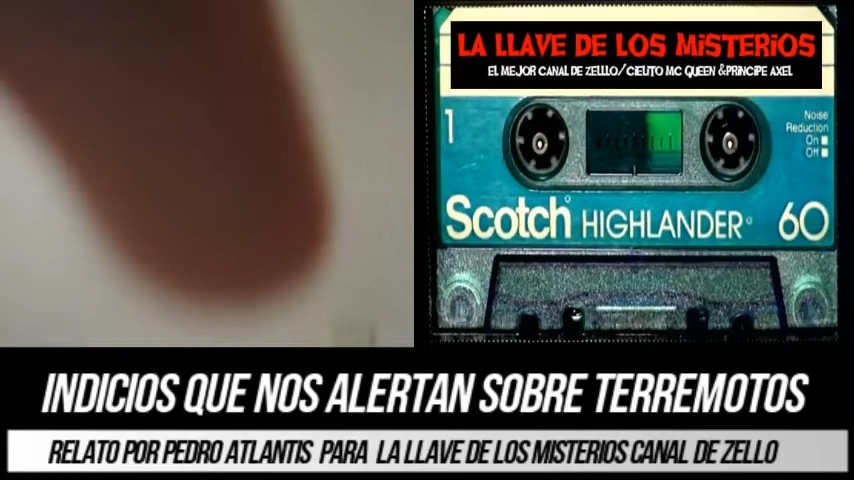 LA LLAVE DE LOS MISTERIOS
EL MEJOR CANAL DE ZELLLO/CIELITO MC QUEEN &PRINCIPE AXEL
1
Noise
Reduction
On
Off
Scotch HIGHLANDER 60
INDICIOS QUE NOS ALERTAN SOBRE TERREMOTOS
RELATO POR PEDRO ATLANTIS PARA LA LLAVE DE LOS MISTERIOS CANAL DE ZELLO